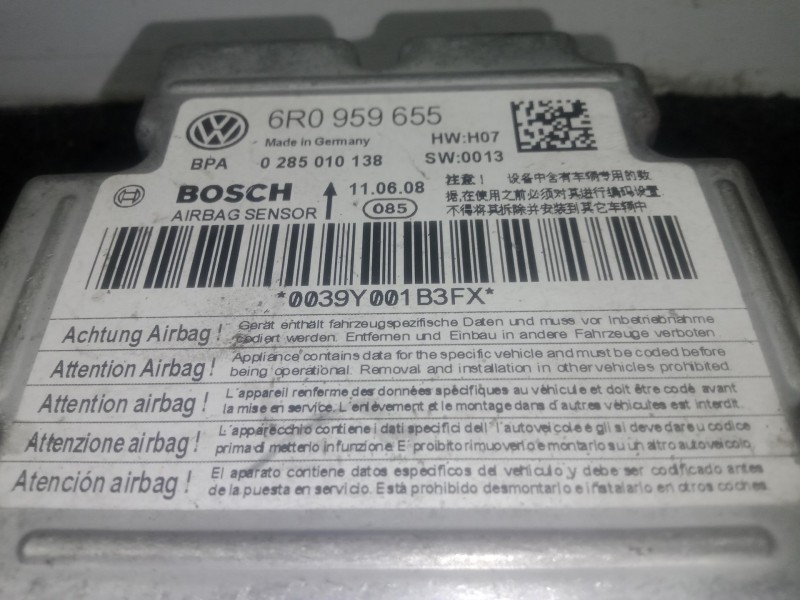 6R0 959 655
Made in Germany
HW:H07
BPA 0 285 010 138 SW:0013
BOSCH
11.06.08
AIRBAG SENSOR
085
注意！ 设备中含有车辆专用的数
据,在使用之前必须对其进行编码设置
不得将其拆除并安装到其它车辆中
*0039Y001B3FX*
Achtung Airbag !
Gerät enthält fahrzeugspezifische Daten und muss vor Inbetriebnahme
codiert werden. Entfernen und Einbau in andere Fahrzeuge verboten
Attention Airbag !
Appliance contains data for the specific vehicle and must be coded before
being operational. Removal and installation in other vehicles prohibited.
Attention airbag !
L'appareil renferme des données spécifiques au véhicule et doit être codé avant
la mise en service. L'enlèvement et le montage dans d'autres véhicules est interdit.
Attenzione airbag !
L'apparecchio contiene i dati specifici dell'autoveicolo e gli si deve dare u codice
prima di metterlo in funzione. E' proibito rimuoverlo e montarlo su un altro autoveicolo.
Atención airbag !
El aparato contiene datos específicos del vehículo,y debe ser codificado antes
de la puesta en servicio. Está prohibido desmontarlo e instalarlo en otros coches.